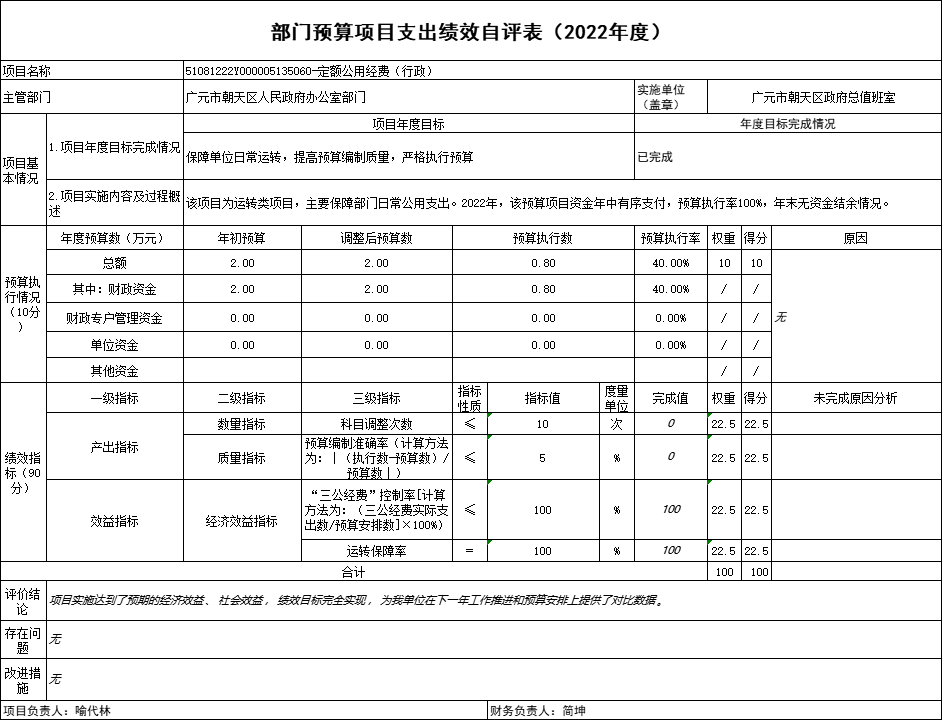 部门预算项目支出绩效自评表（2022年度）
项目名称 51081222Y000005135060-定额公用经费（行政）
主管部门 广元市朝天区人民政府办公室部门 实施单位（盖章） 广元市朝天区政府总值班室
项目基本情况 1.项目年度目标完成情况 项目年度目标 年度目标完成情况
保障单位日常运转，提高预算编制质量，严格执行预算 已完成
2.项目实施内容及过程概述 该项目为运转类项目，主要保障部门日常公用支出。2022年，该预算项目资金年中有序支付，预算执行率100%，年末无资金结余情况。
预算执行情况（10分） 年度预算数（万元） 年初预算 调整后预算数 预算执行数 预算执行率 权重 得分 原因
总额 2.00 2.00 0.80 40.00% 10 10 无
其中：财政资金 2.00 2.00 0.80 40.00% / /
财政专户管理资金 0.00 0.00 0.00 0.00% / /
单位资金 0.00 0.00 0.00 0.00% / /
其他资金 / /
绩效指标（90分） 一级指标 二级指标 三级指标 指标性质 指标值 度量单位 完成值 权重 得分 未完成原因分析
产出指标 数量指标 科目调整次数 ≤ 10 次 0 22.5 22.5
质量指标 预算编制准确率（计算方法为：|（执行数-预算数）/预算数|） ≤ 5 % 0 22.5 22.5
效益指标 经济效益指标 “三公经费”控制率[计算方法为：（三公经费实际支出数/预算安排数]×100%） ≤ 100 % 100 22.5 22.5
运转保障率 = 100 % 100 22.5 22.5
合计 100 100
评价结论 项目实施达到了预期的经济效益、社会效益，绩效目标完全实现，为我单位在下一年工作推进和预算安排上提供了对比数据。
存在问题 无
改进措施 无
项目负责人：喻代林 财务负责人：简坤